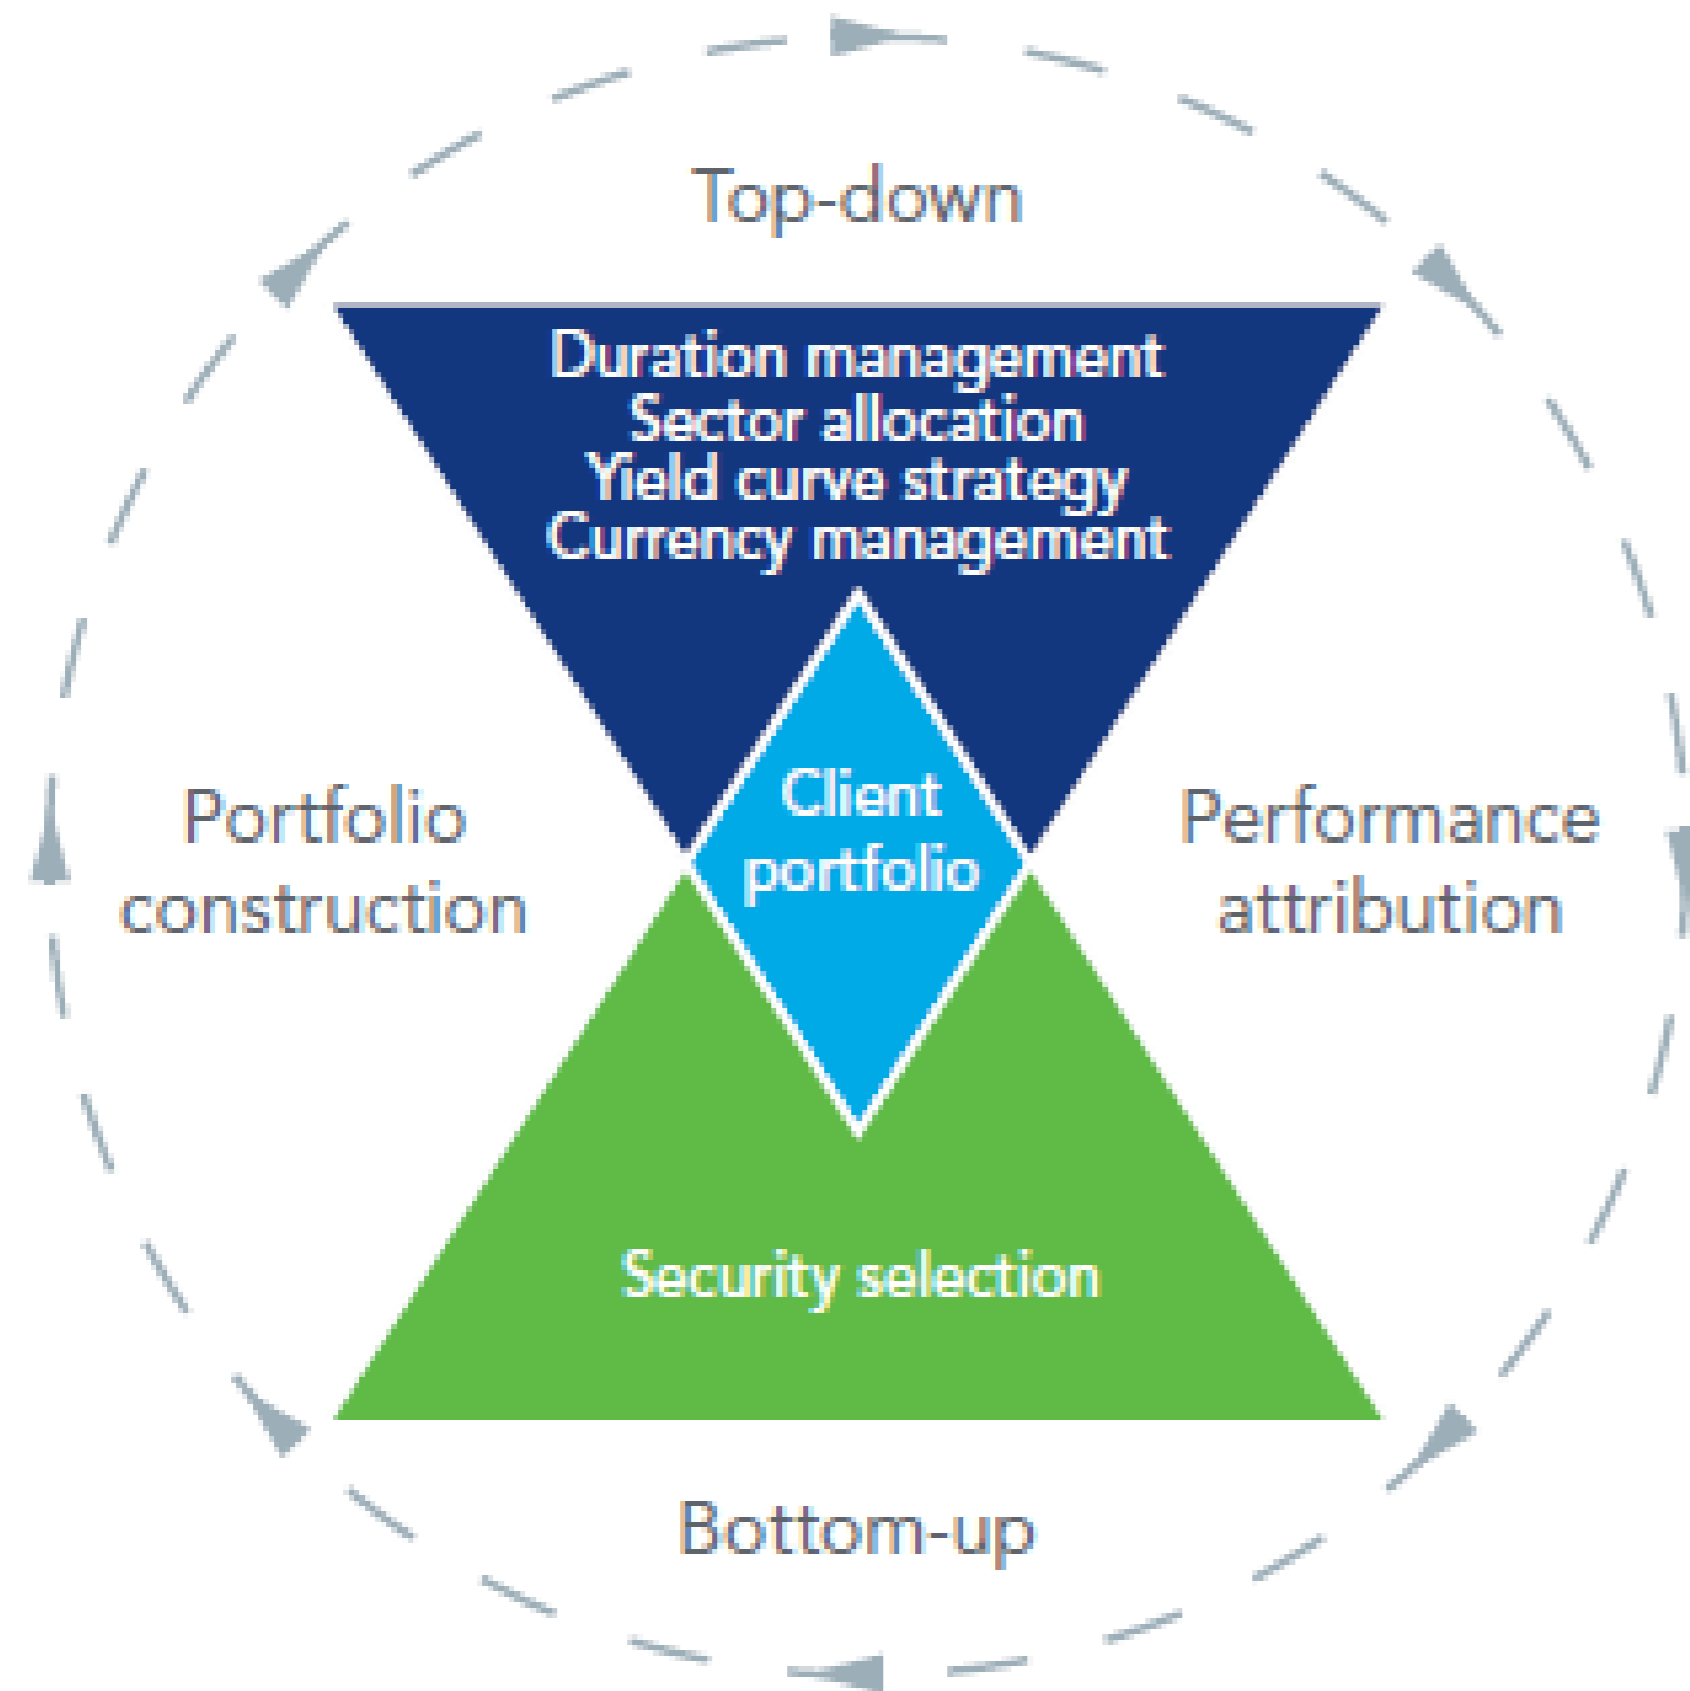 Top-down
Duration management
Sector allocation
Yield curve strategy
Currency management
Client
portfolio
Portfolio
construction
Performance
attribution
Security selection
Bottom-up